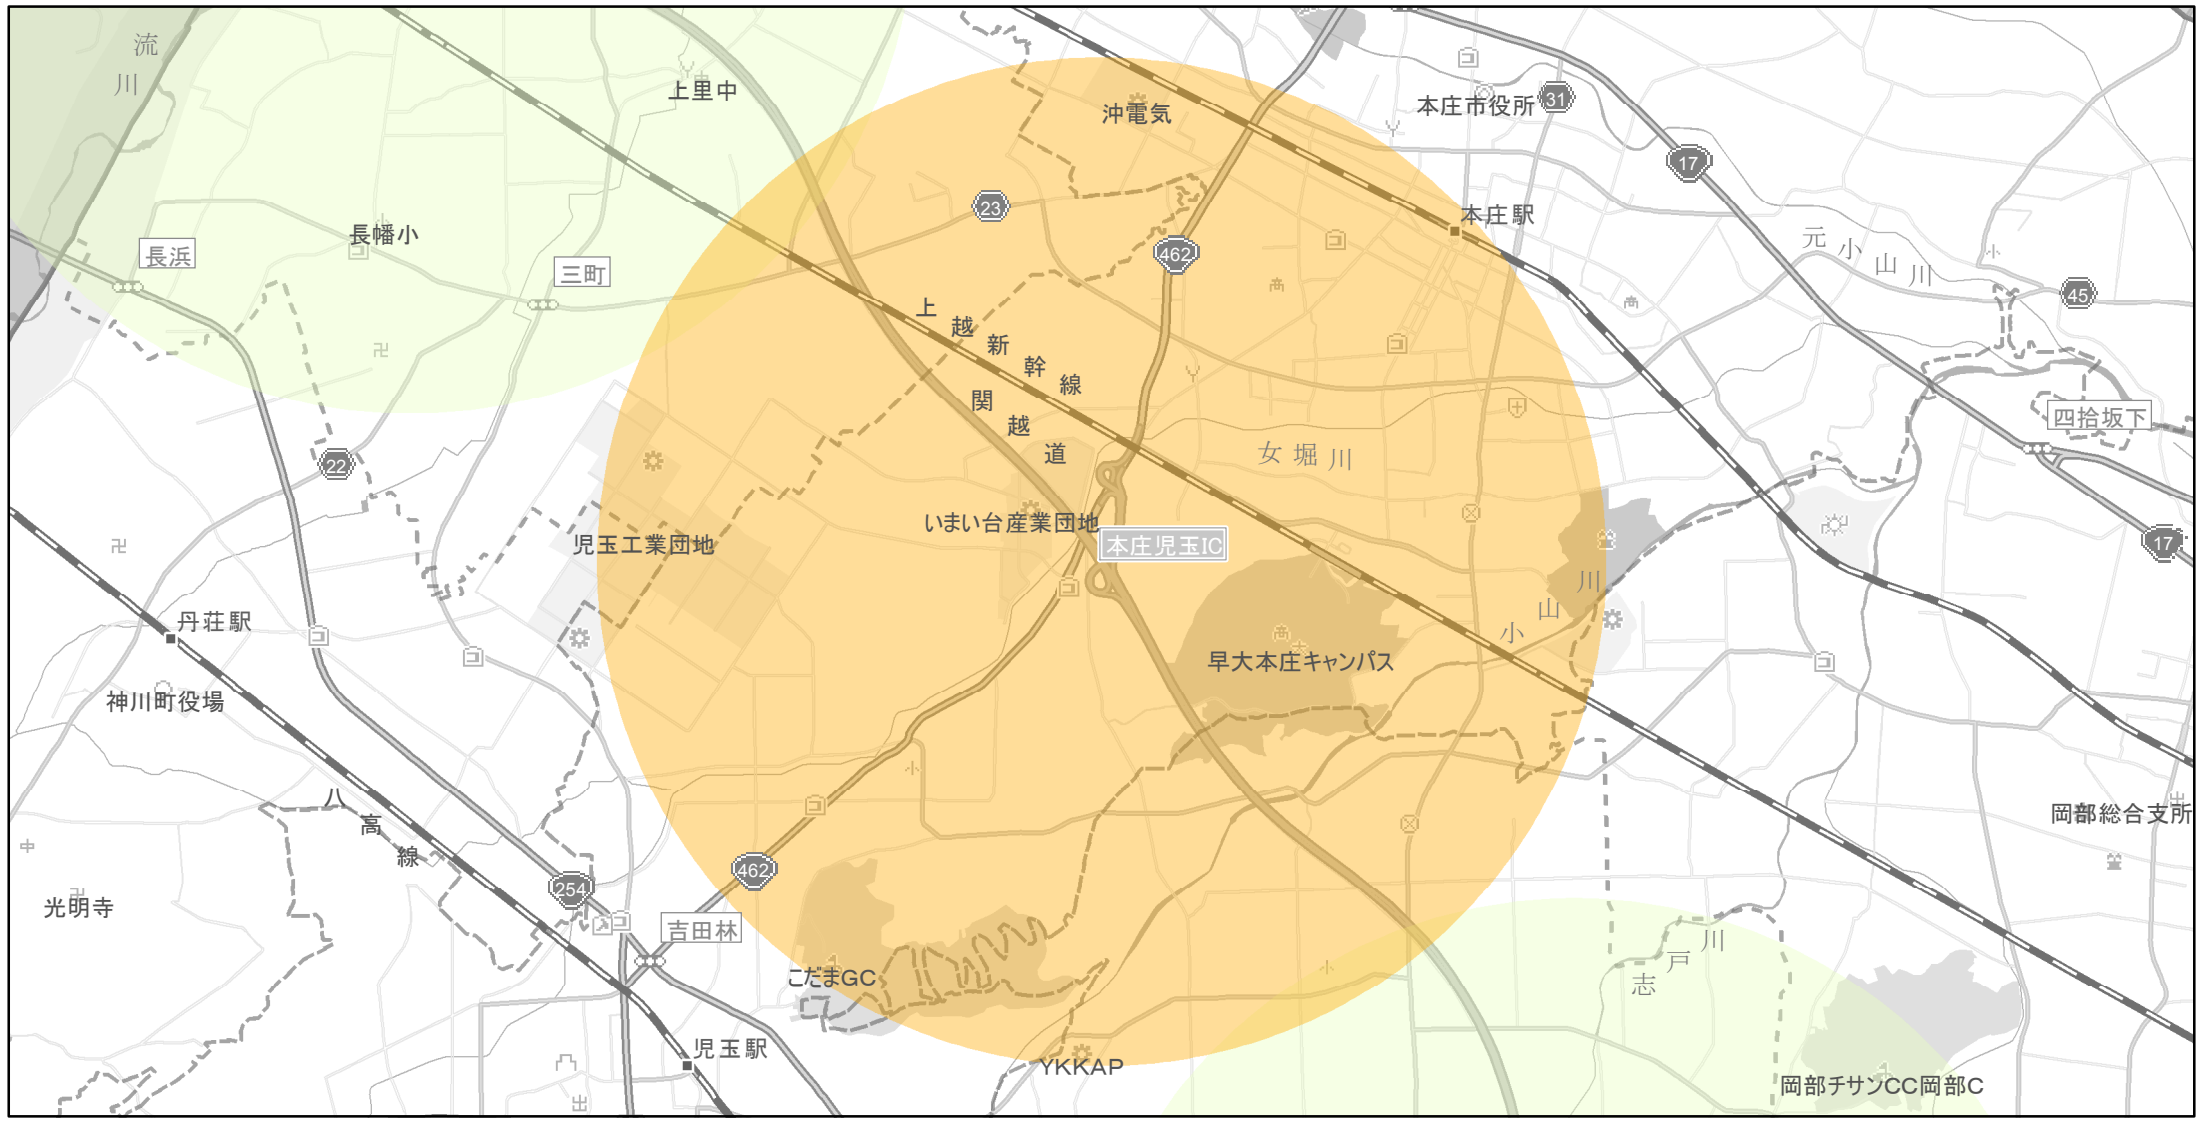 流川
上里中
沖電気
本庄市役所
31
17
23
本庄駅
長幡小
長浜
三町
462
元小山川
45
上越新幹線
関越道
四拾坂下
22
女堀川
いまい台産業団地
児玉工業団地
本庄児玉IC
17
小山川
丹荘駅
早大本庄キャンパス
神川町役場
八高線
岡部総合支所
462
254
光明寺
吉田林
志戸川
こだまGC
児玉駅
YKKAP
岡部チサンCC岡部C
小
小
小
小
中
中